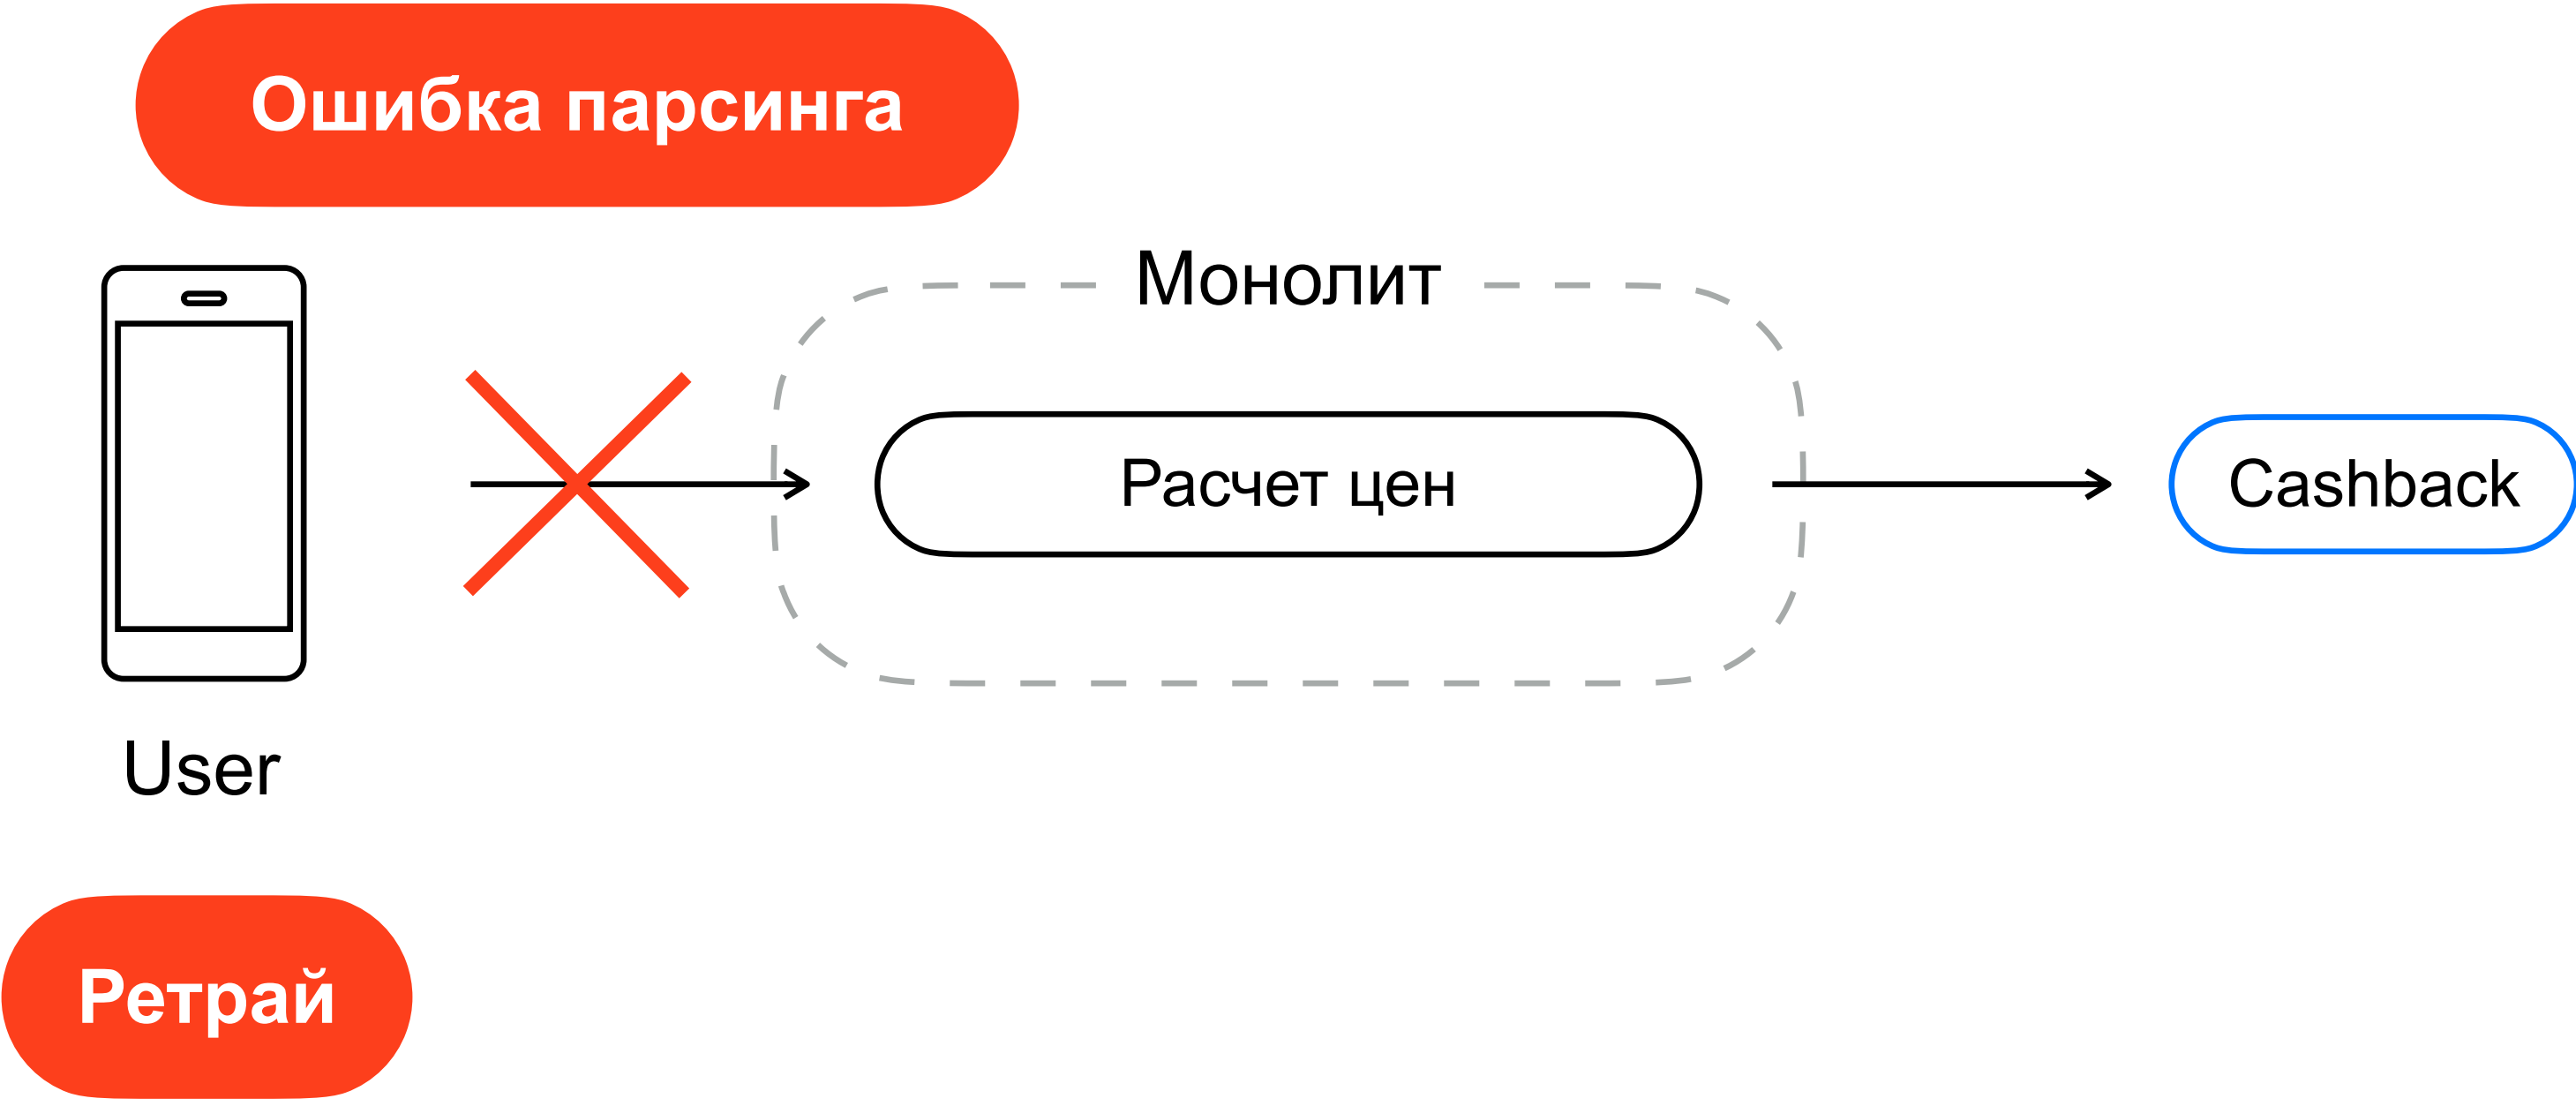 Ошибка парсинга
Монолит
Расчет цен
Cashback
User
Ретрай